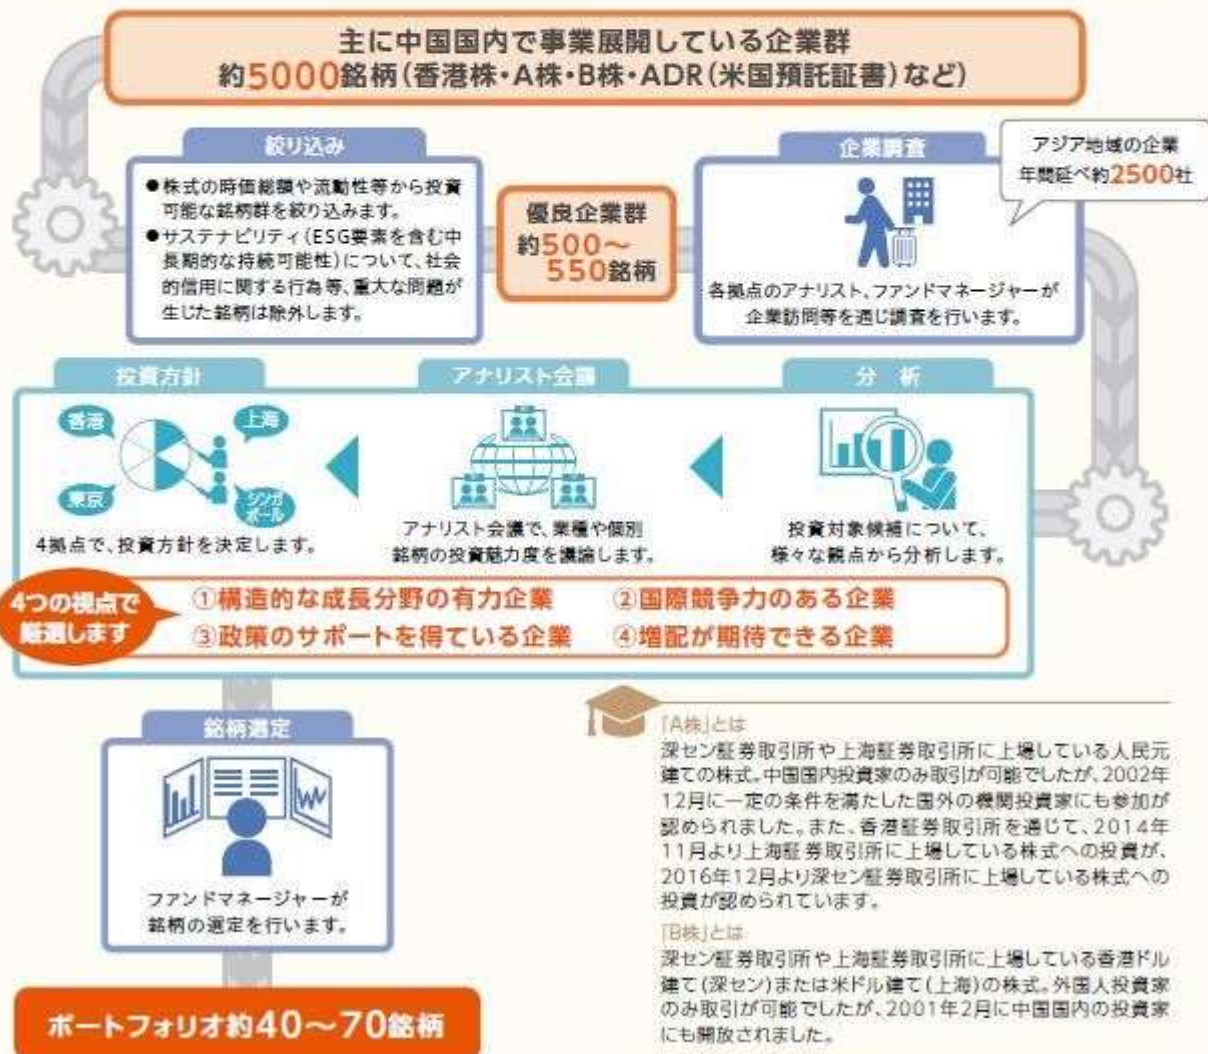 主に中国国内で事業展開している企業群
約5000銘柄(香港株・A株・B株・ADR(米国預託証書)など)
絞り込み
●株式の時価総額や流動性等から投資
可能な銘柄群を絞り込みます。
●サステナビリティ(ESG要素を含む中
長期的な持続可能性)について、社会
的信用に関する行為等、重大な問題が
生じた銘柄は除外します。
優良企業群
約500〜
550銘柄
企業調査
アジア地域の企業
年間延べ約2500社
各拠点のアナリスト、ファンドマネージャーが
企業訪問等を通じ調査を行います。
投資方針
香港
上海
東京
シンガ
ポール
4拠点で、投資方針を決定します。
アナリスト会議
アナリスト会議で、業種や個別
銘柄の投資魅力度を議論します。
分 析
投資対象候補について、
様々な観点から分析します。
4つの視点で
厳選します
①構造的な成長分野の有力企業 ②国際競争力のある企業
③政策のサポートを得ている企業 ④増配が期待できる企業
銘柄選定
ファンドマネージャーが
銘柄の選定を行います。
ポートフォリオ約40〜70銘柄
「A株」とは
深セン証券取引所や上海証券取引所に上場している人民元
建ての株式。中国国内投資家のみ取引が可能でしたが、2002年
12月に一定の条件を満たした国外の機関投資家にも参加が
認められました。また、香港証券取引所を通じて、2014年
11月より上海証券取引所に上場している株式への投資が、
2016年12月より深セン証券取引所に上場している株式への
投資が認められています。
「B株」とは
深セン証券取引所や上海証券取引所に上場している香港ドル
建て(深セン)または米ドル建て(上海)の株式。外国人投資家
のみ取引が可能でしたが、2001年2月に中国国内の投資家
にも開放されました。